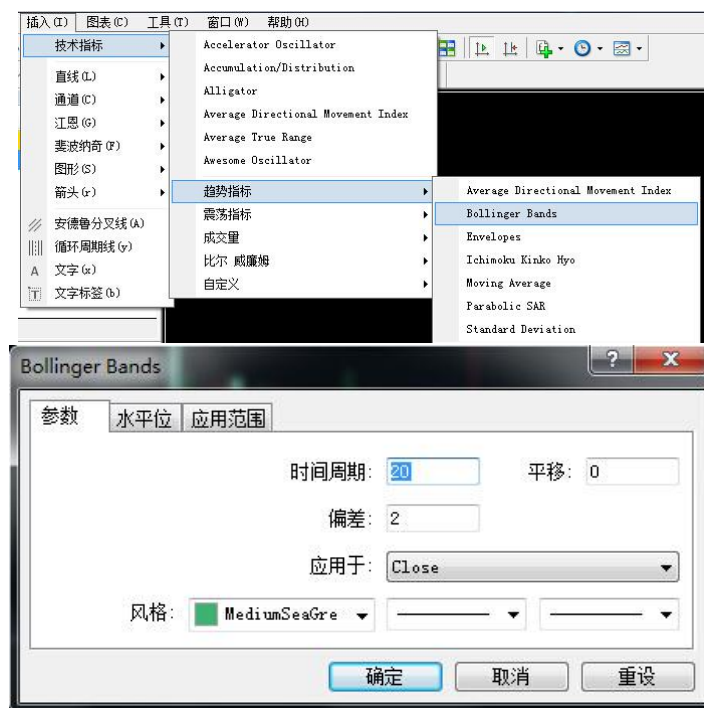 插入(I) 图表(C) 工具(T) 窗口(W) 帮助(H)
技术指标
直线(L)
通道(C)
江恩(G)
斐波纳奇(F)
图形(S)
箭头(r)
安德鲁分叉线(A)
循环周期线(y)
A 文字(x)
T 文字标签(b)
Accelerator Oscillator
Accumulation/Distribution
Alligator
Average Directional Movement Index
Average True Range
Awesome Oscillator
趋势指标
震荡指标
成交量
比尔 威廉姆
自定义
Average Directional Movement Index
Bollinger Bands
Envelopes
Ichimoku Kinko Hyo
Moving Average
Parabolic SAR
Standard Deviation
Bollinger Bands
参数 水平位 应用范围
时间周期: 20 平移: 0
偏差: 2
应用于: Close
风格: MediumSeaGre
确定 取消 重设